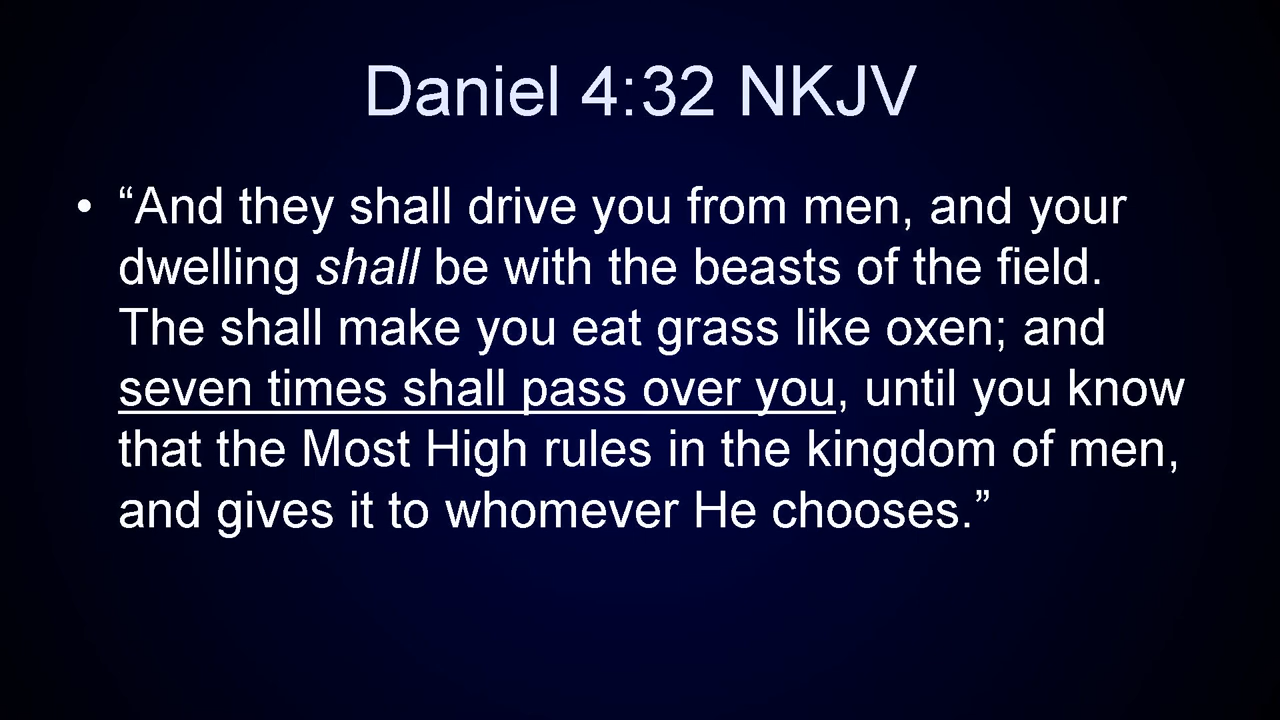 Daniel 4:32 NKJV
• “And they shall drive you from men, and your
dwelling shall be with the beasts of the field.
The shall make you eat grass like oxen; and
seven times shall pass over you, until you know
that the Most High rules in the kingdom of men,
and gives it to whomever He chooses.”